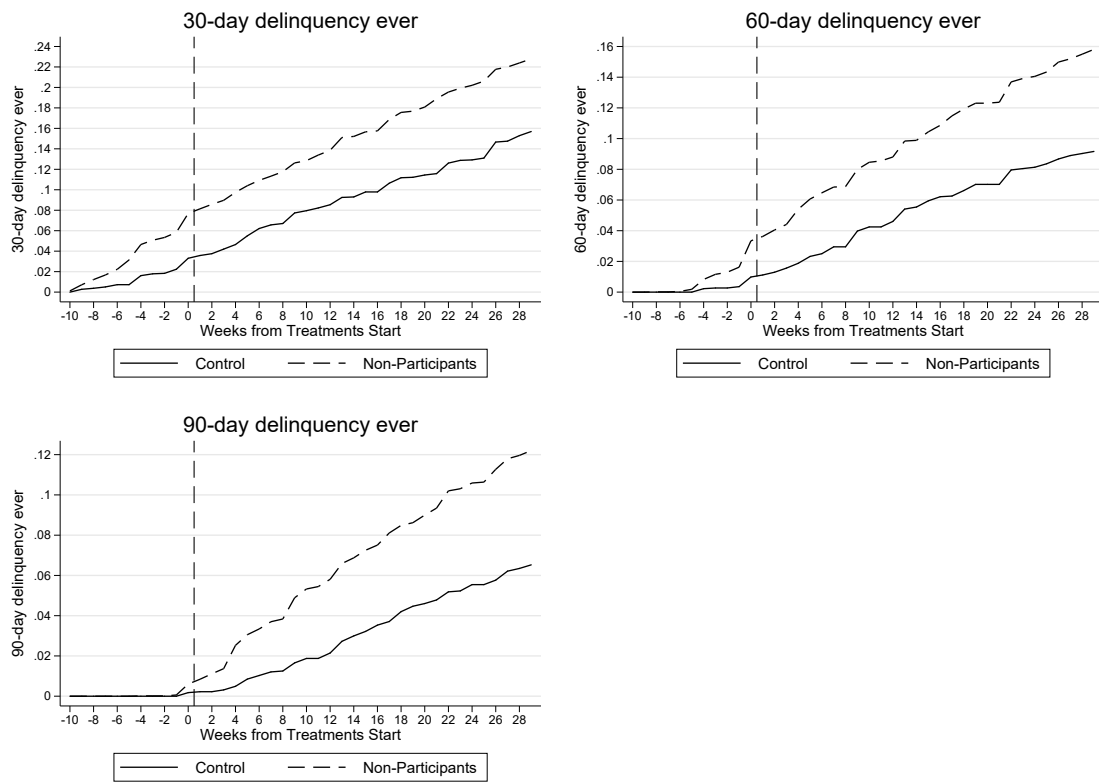 30-day delinquency ever
30-day delinquency ever
.24
.22
.2
.18
.16
.14
.12
.1
.08
.06
.04
.02
0
-10 -8 -6 -4 -2 0 2 4 6 8 10 12 14 16 18 20 22 24 26 28
Weeks from Treatments Start
Control Non-Participants
60-day delinquency ever
60-day delinquency ever
.16
.14
.12
.1
.08
.06
.04
.02
0
-10 -8 -6 -4 -2 0 2 4 6 8 10 12 14 16 18 20 22 24 26 28
Weeks from Treatments Start
Control Non-Participants
90-day delinquency ever
90-day delinquency ever
.12
.1
.08
.06
.04
.02
0
-10 -8 -6 -4 -2 0 2 4 6 8 10 12 14 16 18 20 22 24 26 28
Weeks from Treatments Start
Control Non-Participants